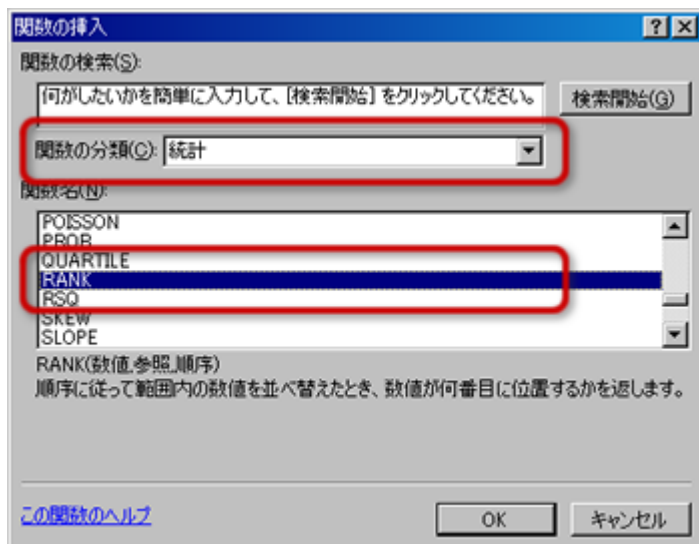 関数の挿入
関数の検索(S):
何がしたいかを簡単に入力して、[検索開始] をクリックしてください。
検索開始(G)
関数の分類(C): 統計
関数名(N):
POISSON
PROB
QUARTILE
RANK
RSQ
SKEW
SLOPE
RANK(数値,参照,順序)
順序に従って範囲内の数値を並べ替えたとき、数値が何番目に位置するかを返します。
この関数のヘルプ
OK
キャンセル